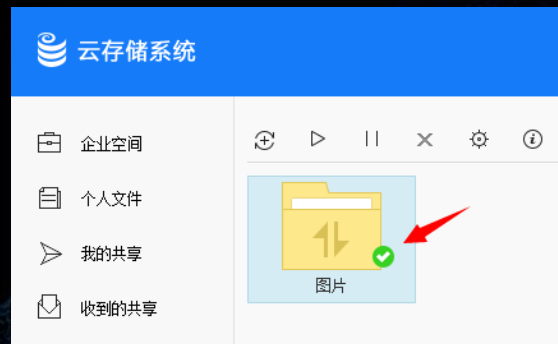 云存储系统
企业空间
个人文件
我的共享
收到的共享
图片